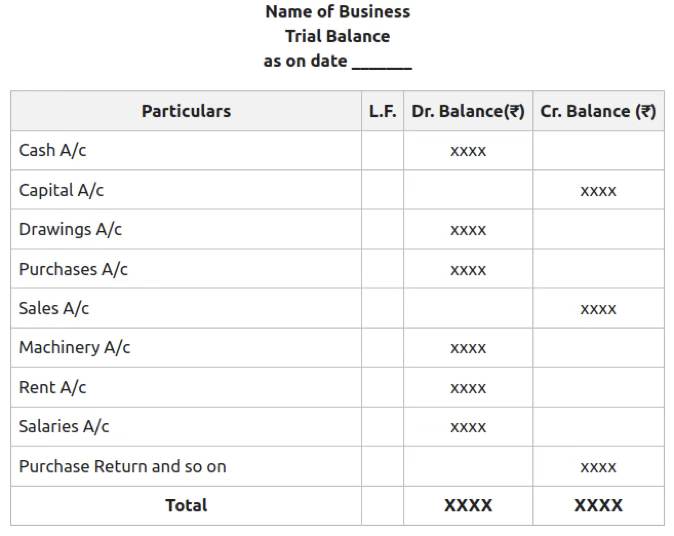 Name of Business
Trial Balance
as on date _______
Particulars L.F. Dr. Balance(₹) Cr. Balance (₹)
Cash A/c xxxx
Capital A/c xxxx
Drawings A/c xxxx
Purchases A/c xxxx
Sales A/c xxxx
Machinery A/c xxxx
Rent A/c xxxx
Salaries A/c xxxx
Purchase Return and so on xxxx
Total XXXX XXXX